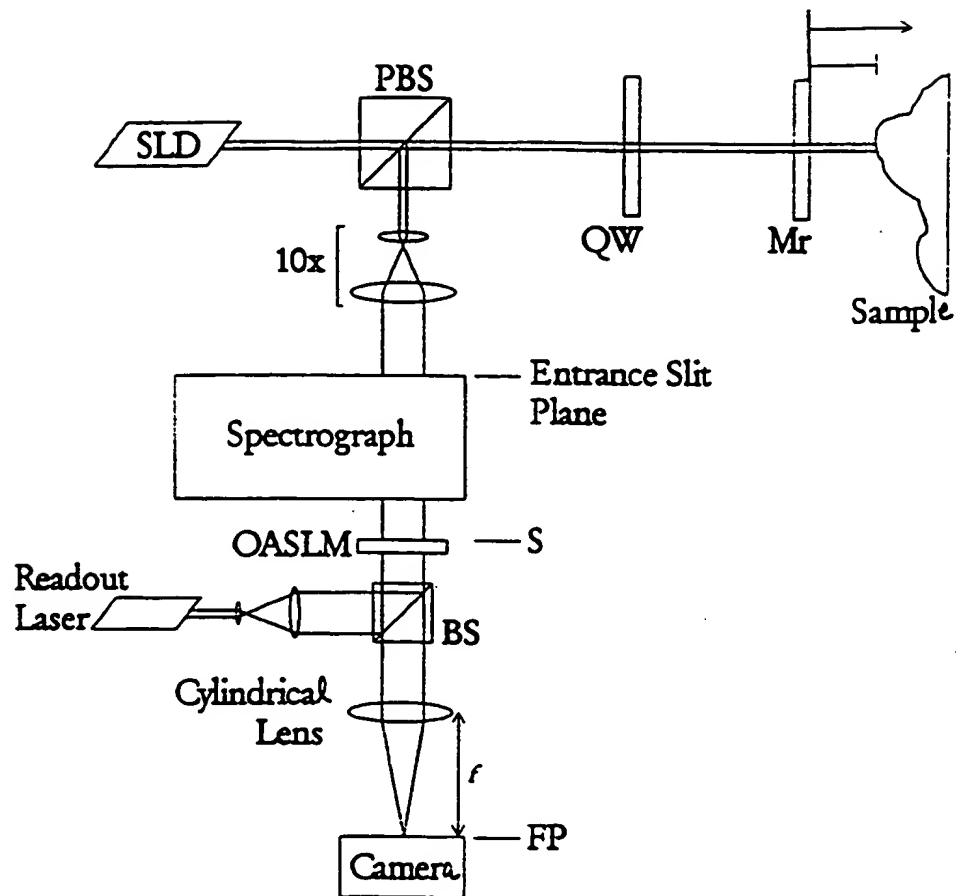 PBS
SLD
QW
Mr
Sample
10x
Entrance Slit
Plane
Spectrograph
OASLM
S
Readout
Laser
BS
Cylindrical
Lens
f
FP
Camera